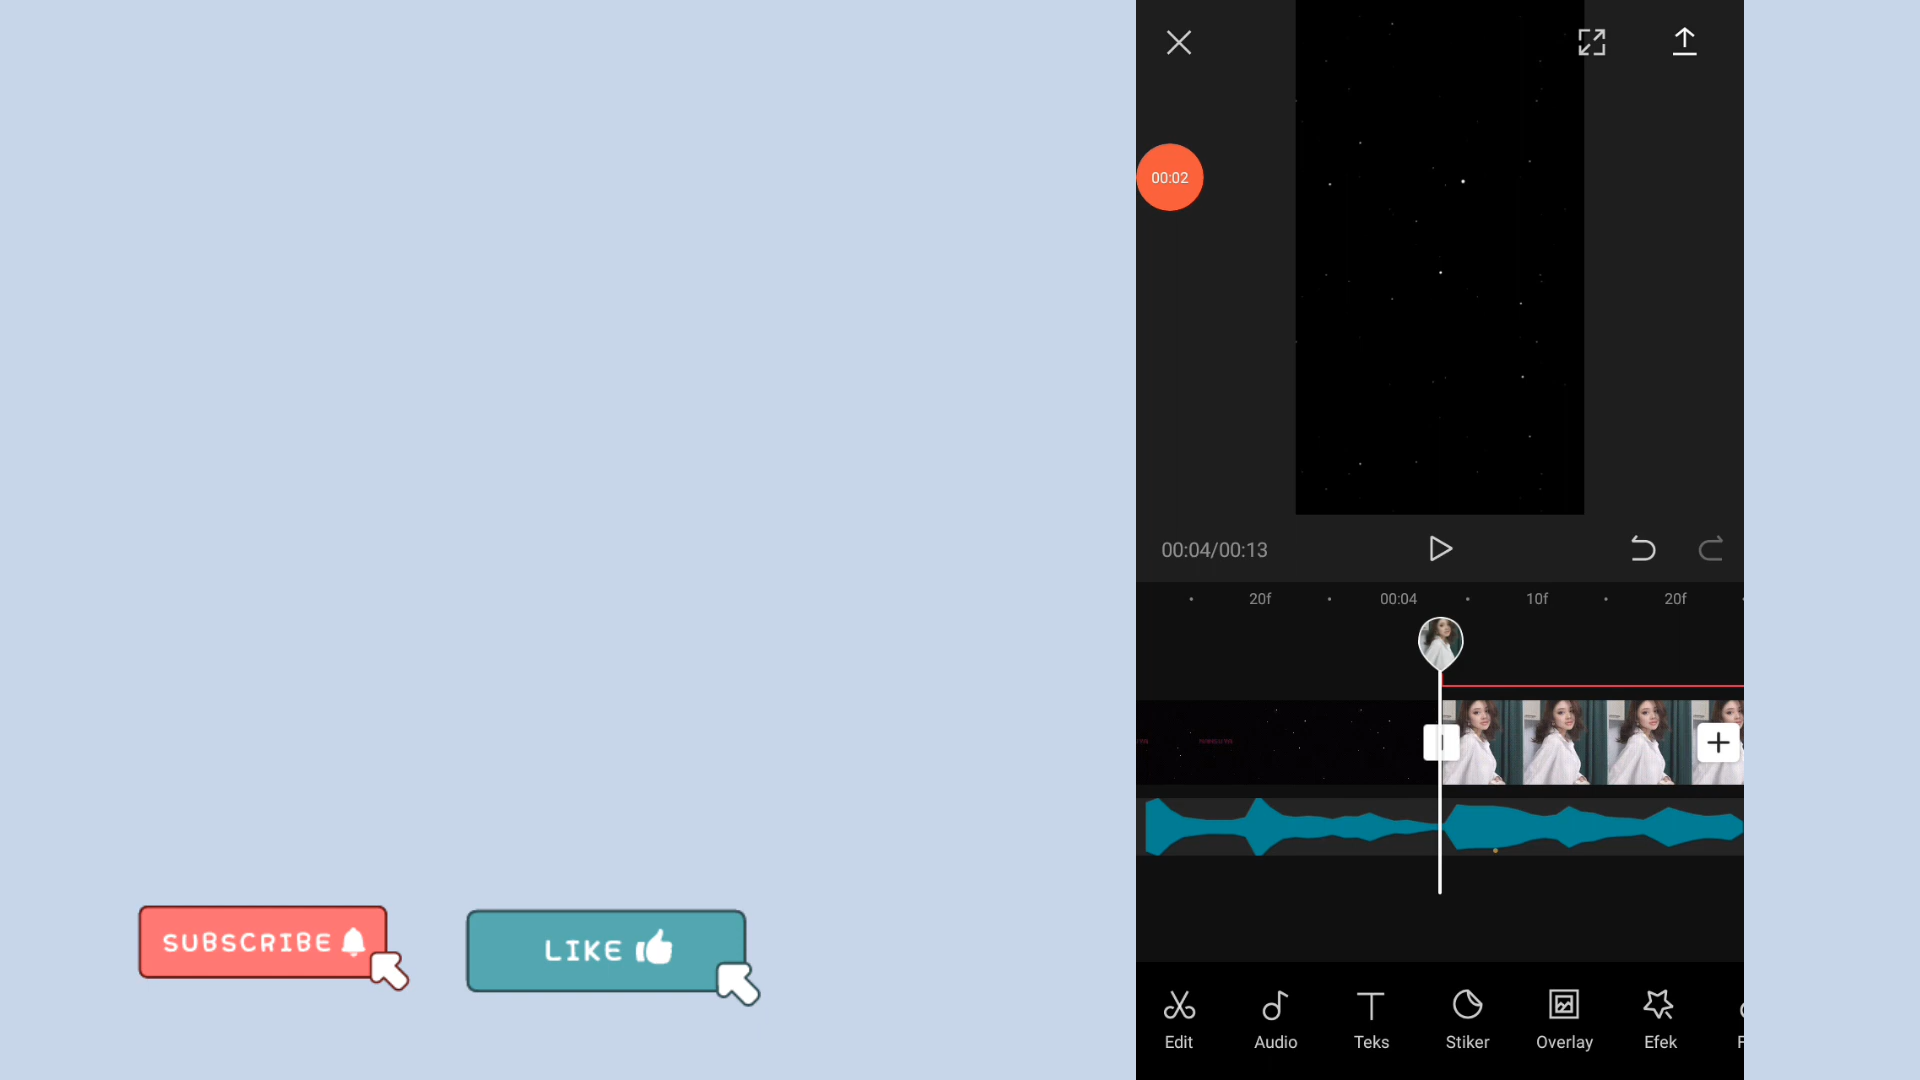 00:02
00:04/00:13
20f
00:04
10f
20f
SUBSCRIBE
LIKE
Edit
Audio
Teks
Stiker
Overlay
Efek